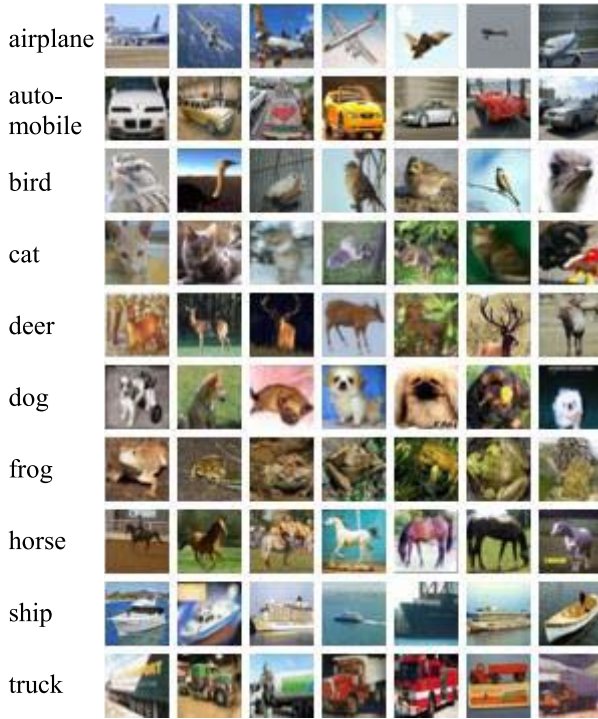 airplane
auto-
mobile
bird
cat
deer
dog
frog
horse
ship
truck